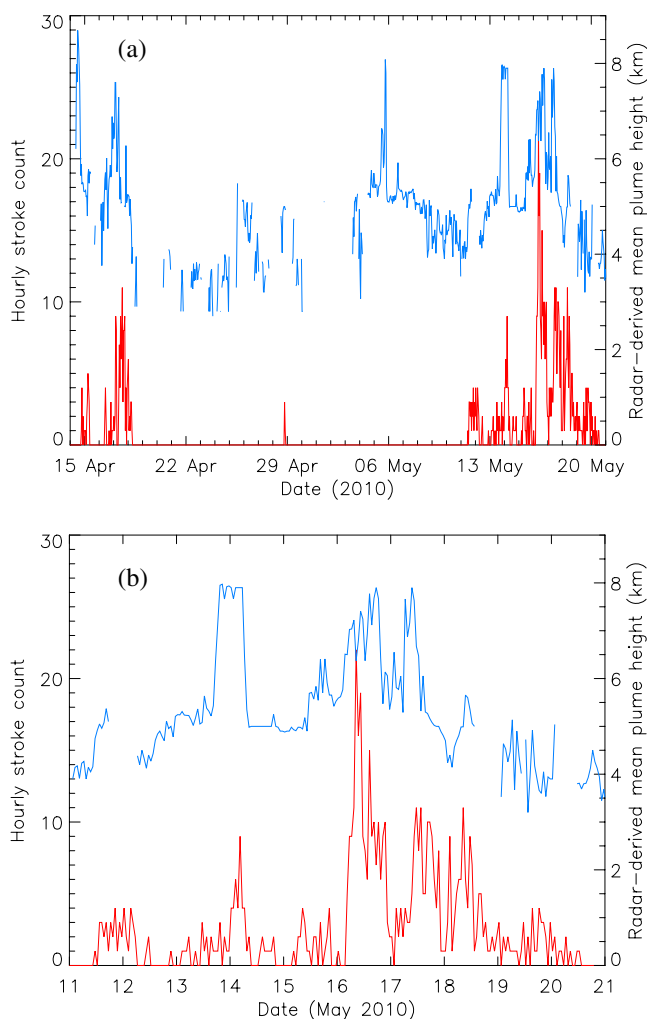 30
(a)
20
10
0
Hourly stroke count
8
6
4
2
0
Radar-derived mean plume height (km)
15 Apr 22 Apr 29 Apr 06 May 13 May 20 May
Date (2010)
30
(b)
20
10
0
Hourly stroke count
8
6
4
2
0
Radar-derived mean plume height (km)
11 12 13 14 15 16 17 18 19 20 21
Date (May 2010)